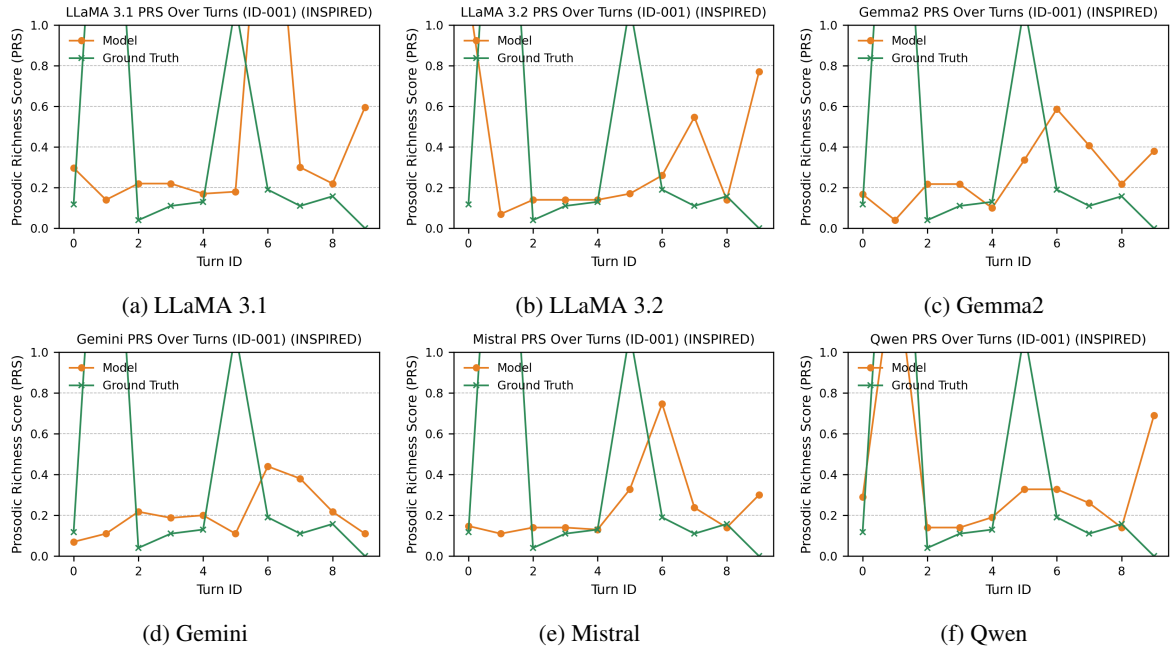 LLaMA 3.1 PRS Over Turns (ID-001) (INSPIRED)
Prosodic Richness Score (PRS)
1.0
0.8
0.6
0.4
0.2
0.0
Model
Ground Truth
0 2 4 6 8
Turn ID
(a) LLaMA 3.1
LLaMA 3.2 PRS Over Turns (ID-001) (INSPIRED)
Prosodic Richness Score (PRS)
1.0
0.8
0.6
0.4
0.2
0.0
Model
Ground Truth
0 2 4 6 8
Turn ID
(b) LLaMA 3.2
Gemma2 PRS Over Turns (ID-001) (INSPIRED)
Prosodic Richness Score (PRS)
1.0
0.8
0.6
0.4
0.2
0.0
Model
Ground Truth
0 2 4 6 8
Turn ID
(c) Gemma2
Gemini PRS Over Turns (ID-001) (INSPIRED)
Prosodic Richness Score (PRS)
1.0
0.8
0.6
0.4
0.2
0.0
Model
Ground Truth
0 2 4 6 8
Turn ID
(d) Gemini
Mistral PRS Over Turns (ID-001) (INSPIRED)
Prosodic Richness Score (PRS)
1.0
0.8
0.6
0.4
0.2
0.0
Model
Ground Truth
0 2 4 6 8
Turn ID
(e) Mistral
Qwen PRS Over Turns (ID-001) (INSPIRED)
Prosodic Richness Score (PRS)
1.0
0.8
0.6
0.4
0.2
0.0
Model
Ground Truth
0 2 4 6 8
Turn ID
(f) Qwen